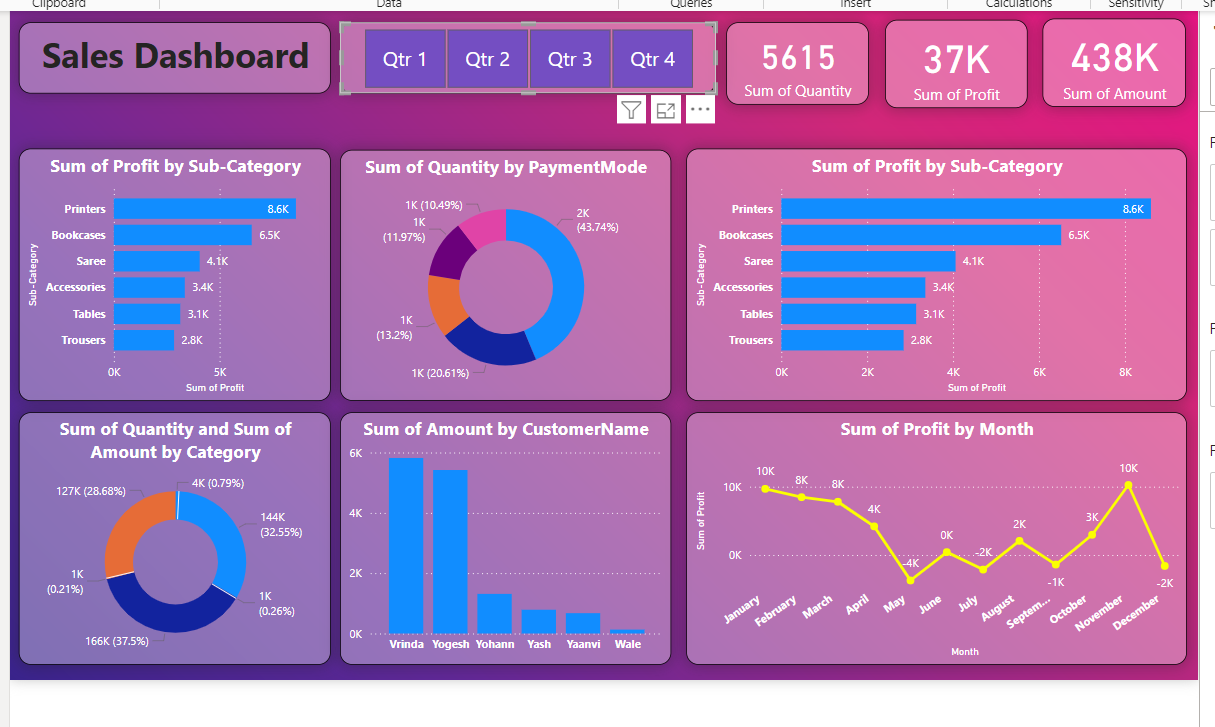 Clipboard
Data
Queries
Insert
Calculations
Sensitivity
Sales Dashboard
Qtr 1
Qtr 2
Qtr 3
Qtr 4
5615
Sum of Quantity
37K
Sum of Profit
438K
Sum of Amount
Sum of Profit by Sub-Category
Sub-Category
Printers
8.6K
Bookcases
6.5K
Saree
4.1K
Accessories
3.4K
Tables
3.1K
Trousers
2.8K
0K
5K
Sum of Profit
Sum of Quantity by PaymentMode
1K (10.49%)
1K
(11.97%)
2K
(43.74%)
1K
(13.2%)
1K (20.61%)
Sum of Profit by Sub-Category
Sub-Category
Printers
8.6K
Bookcases
6.5K
Saree
4.1K
Accessories
3.4K
Tables
3.1K
Trousers
2.8K
0K
2K
4K
6K
8K
Sum of Profit
Sum of Quantity and Sum of
Amount by Category
127K (28.68%)
4K (0.79%)
144K
(32.55%)
1K
(0.21%)
1K
(0.26%)
166K (37.5%)
Sum of Amount by CustomerName
6K
4K
2K
0K
Vrinda
Yogesh
Yohann
Yash
Yaanvi
Wale
Sum of Profit by Month
Sum of Profit
10K
0K
10K
8K
8K
4K
-4K
0K
-2K
2K
-1K
3K
10K
-2K
January
February
March
April
May
June
July
August
Septem...
October
November
December
Month